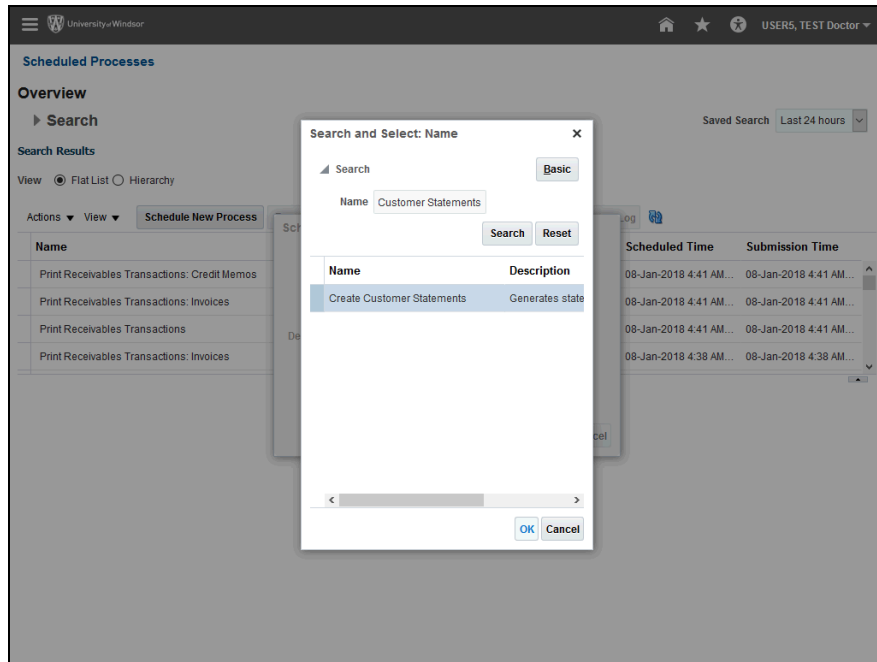 University of Windsor
USER5, TEST Doctor
Scheduled Processes
Overview
Search
Saved Search Last 24 hours
Search Results
View Flat List Hierarchy
Actions View Schedule New Process
Name Scheduled Time Submission Time
Print Receivables Transactions: Credit Memos 08-Jan-2018 4:41 AM... 08-Jan-2018 4:41 AM...
Print Receivables Transactions: Invoices 08-Jan-2018 4:41 AM... 08-Jan-2018 4:41 AM...
Print Receivables Transactions 08-Jan-2018 4:41 AM... 08-Jan-2018 4:41 AM...
Print Receivables Transactions: Invoices 08-Jan-2018 4:38 AM... 08-Jan-2018 4:38 AM...
Search and Select: Name
Search Basic
Name Customer Statements
Search Reset
Name Description
Create Customer Statements Generates state
OK Cancel